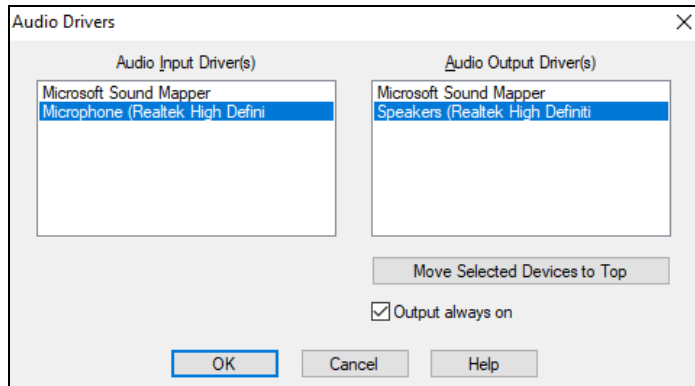 Audio Drivers
Audio Input Driver(s)
Microsoft Sound Mapper
Microphone (Realtek High Defini
Audio Output Driver(s)
Microsoft Sound Mapper
Speakers (Realtek High Definiti
Move Selected Devices to Top
Output always on
OK
Cancel
Help